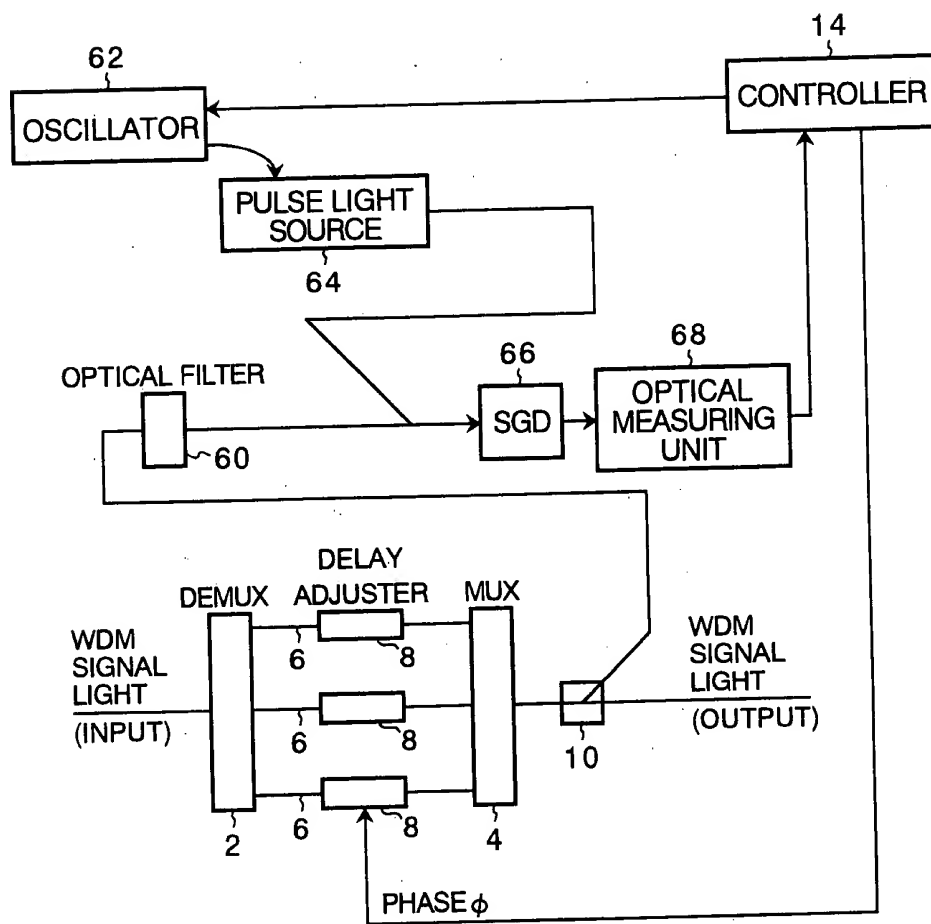 14
62
CONTROLLER
OSCILLATOR
PULSE LIGHT
SOURCE
64
66
68
OPTICAL FILTER
60
SGD
OPTICAL
MEASURING
UNIT
DELAY
ADJUSTER
DEMUX
MUX
WDM
SIGNAL
LIGHT
(INPUT)
6
8
6
8
6
8
WDM
SIGNAL
LIGHT
(OUTPUT)
10
2
4
PHASE ϕ